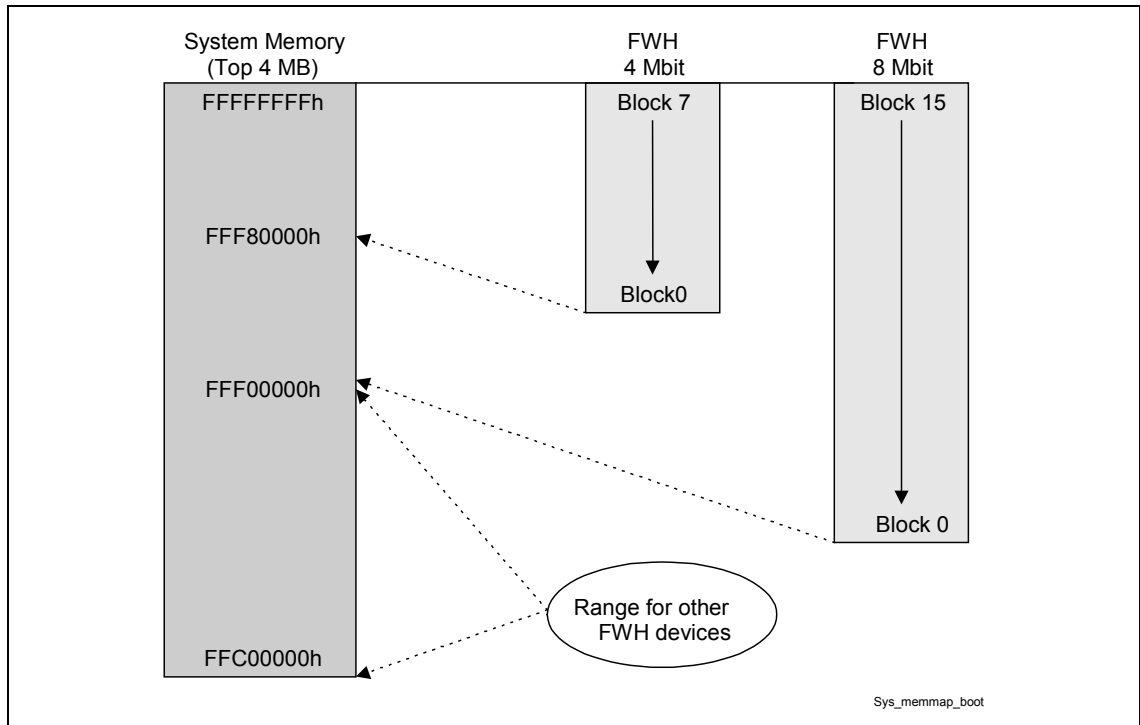 System Memory
(Top 4 MB)
FWH
4 Mbit
FWH
8 Mbit
FFFFFFFFh
Block 7
Block 15
FFF80000h
Block0
FFF00000h
Block 0
Range for other
FWH devices
FFC00000h
Sys_memmap_boot